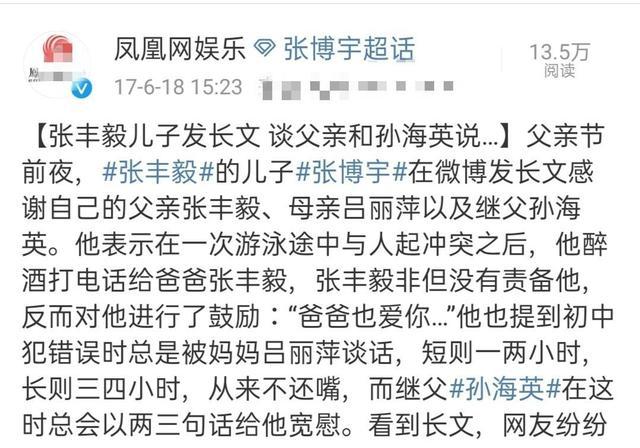 凤凰网娱乐 张博宇超话
13.5万
17-6-18 15:23
阅读
【张丰毅儿子发长文 谈父亲和孙海英说...】父亲节
前夜，#张丰毅#的儿子#张博宇#在微博发长文感
谢自己的父亲张丰毅、母亲吕丽萍以及继父孙海
英。他表示在一次游泳途中与人起冲突之后，他醉
酒打电话给爸爸张丰毅，张丰毅非但没有责备他，
反而对他进行了鼓励：“爸爸也爱你...”他也提到初中
犯错误时总是被妈妈吕丽萍谈话，短则一两小时，
长则三四小时，从来不还嘴，而继父#孙海英#在这
时总会以两三句话给他宽慰。看到长文，网友纷纷